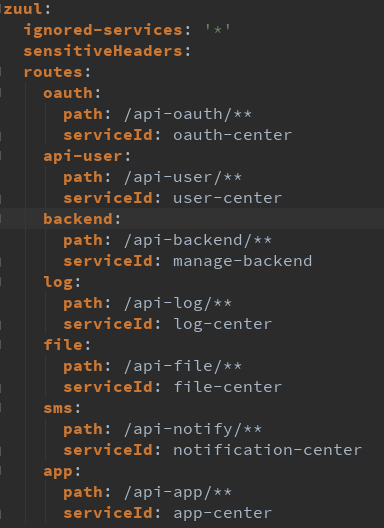 zuul:
  ignored-services: '*'
  sensitiveHeaders:
  routes:
    oauth:
      path: /api-oauth/**
      serviceId: oauth-center
    api-user:
      path: /api-user/**
      serviceId: user-center
    backend:
      path: /api-backend/**
      serviceId: manage-backend
    log:
      path: /api-log/**
      serviceId: log-center
    file:
      path: /api-file/**
      serviceId: file-center
    sms:
      path: /api-notify/**
      serviceId: notification-center
    app:
      path: /api-app/**
      serviceId: app-center